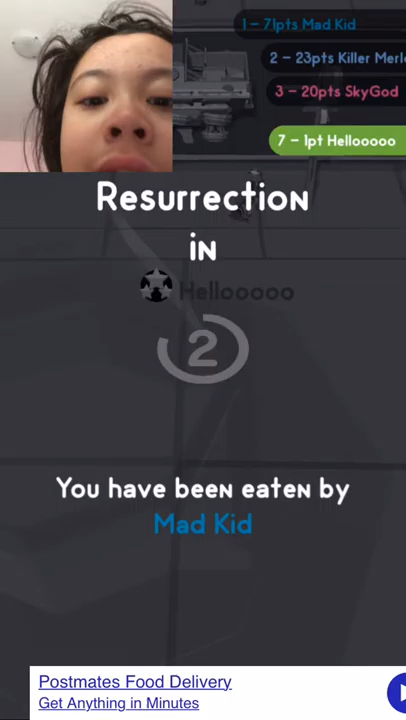 1 – 71pts Mad Kid
2 – 23pts Killer
3 – 20pts SkyGod
7 – 1pt Hellooooo
Resurrection
in
Hellooooo
2
You have been eaten by
Mad Kid
Postmates Food Delivery
Get Anything in Minutes